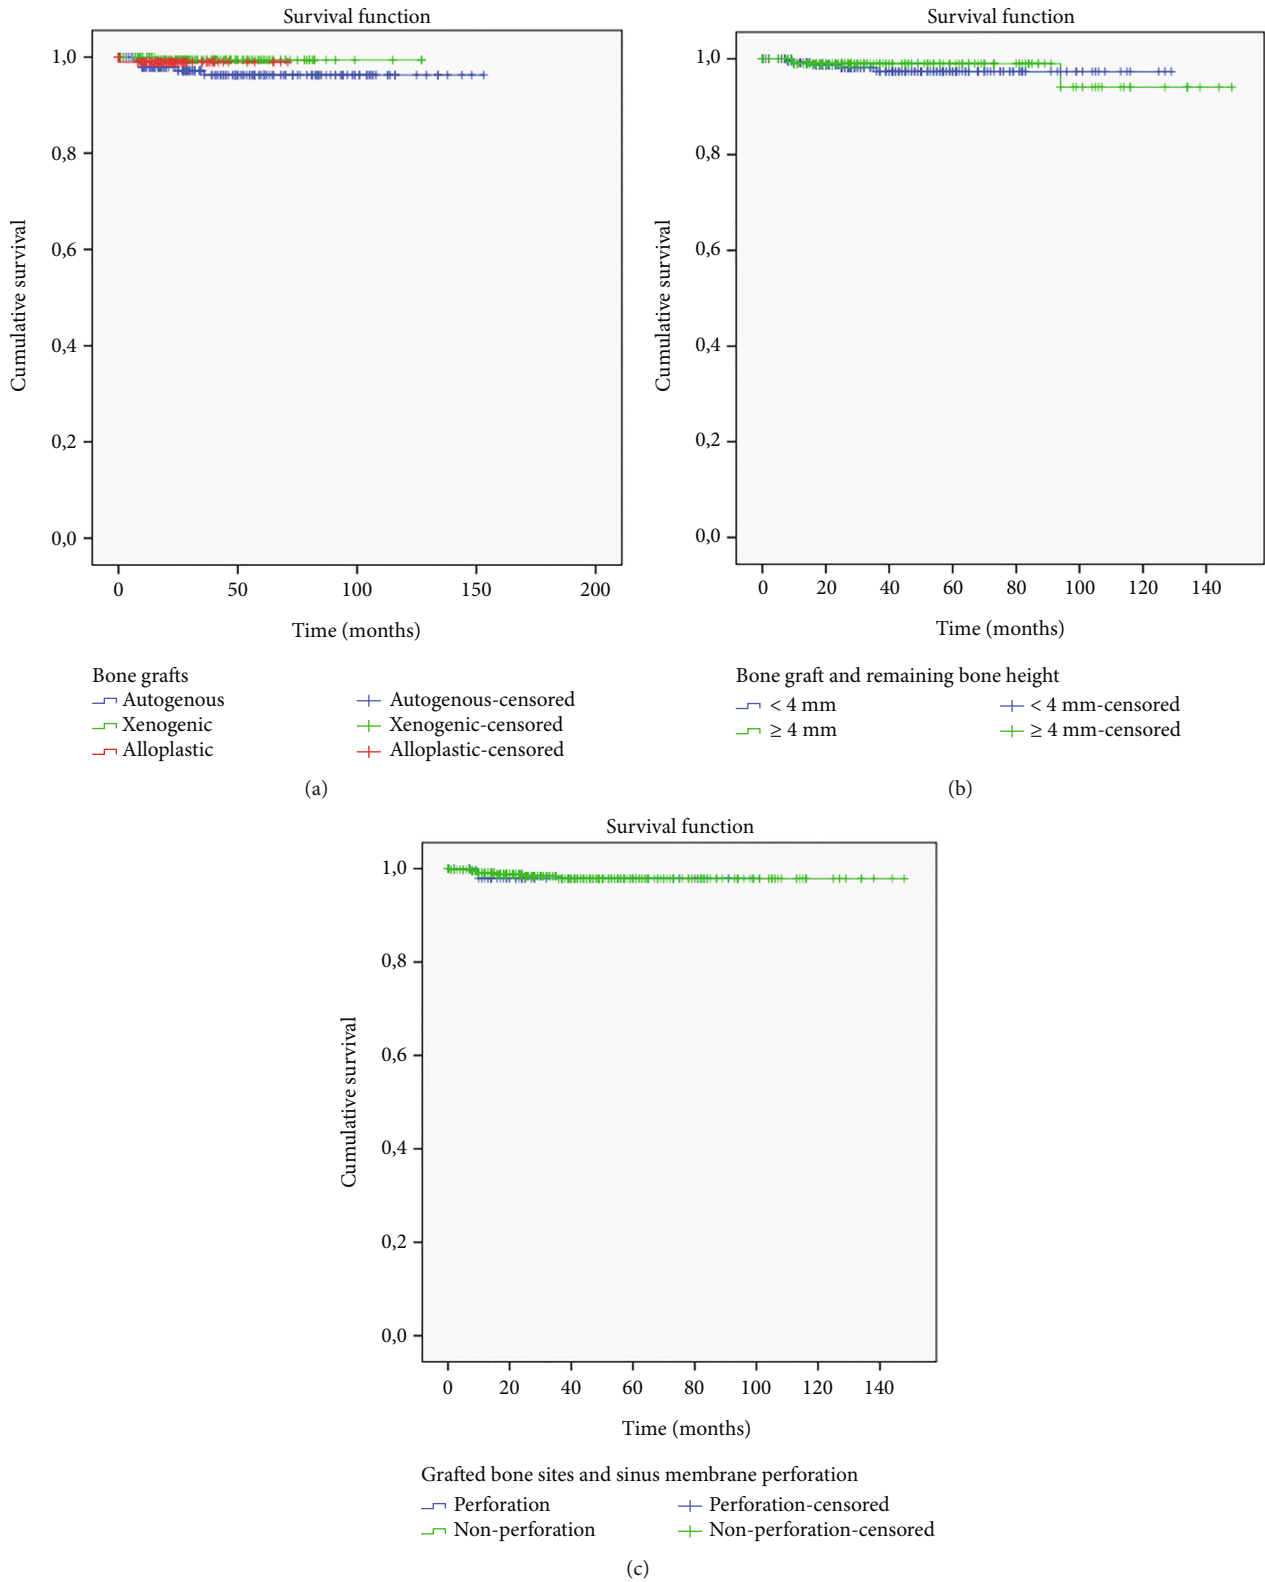 Survival function
1,0
0,8
0,6
0,4
0,2
0,0
Cumulative survival
0 50 100 150 200
Time (months)
Bone grafts
Autogenous Autogenous-censored
Xenogenic Xenogenic-censored
Alloplastic Alloplastic-censored
(a)
Survival function
1,0
0,8
0,6
0,4
0,2
0,0
Cumulative survival
0 20 40 60 80 100 120 140
Time (months)
Bone graft and remaining bone height
< 4 mm < 4 mm-censored
≥ 4 mm ≥ 4 mm-censored
(b)
Survival function
1,0
0,8
0,6
0,4
0,2
0,0
Cumulative survival
0 20 40 60 80 100 120 140
Time (months)
Grafted bone sites and sinus membrane perforation
Perforation Perforation-censored
Non-perforation Non-perforation-censored
(c)